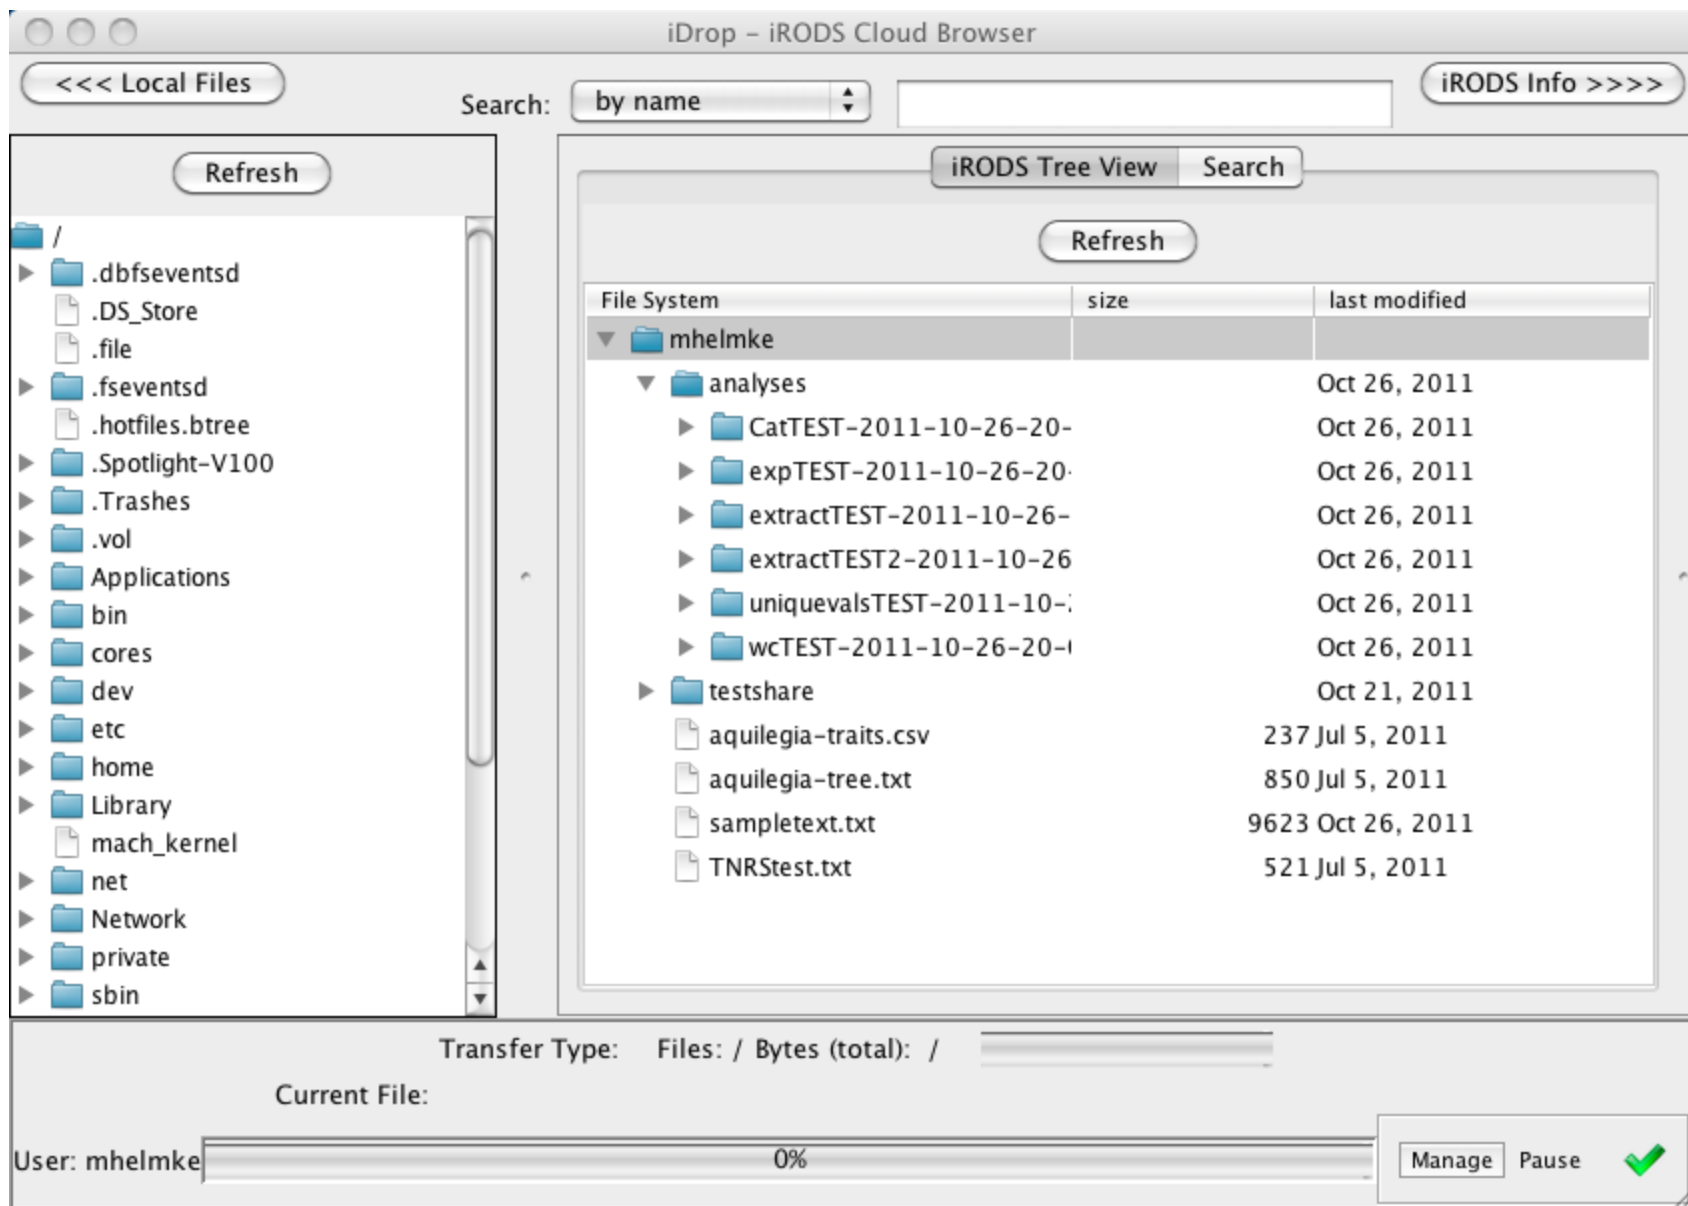 iDrop – iRODS Cloud Browser
<<< Local Files
Search:
by name
iRODS Info >>>>
Refresh
/
.dbfseventsd
.DS_Store
.file
.fseventsd
.hotfiles.btree
.Spotlight-V100
.Trashes
.vol
Applications
bin
cores
dev
etc
home
Library
mach_kernel
net
Network
private
sbin
iRODS Tree View Search
Refresh
File System size last modified
mhelmke
analyses Oct 26, 2011
CatTEST-2011-10-26-20- Oct 26, 2011
expTEST-2011-10-26-20- Oct 26, 2011
extractTEST-2011-10-26- Oct 26, 2011
extractTEST2-2011-10-26 Oct 26, 2011
uniquevalsTEST-2011-10- Oct 26, 2011
wcTEST-2011-10-26-20- Oct 26, 2011
testshare Oct 21, 2011
aquilegia-traits.csv 237 Jul 5, 2011
aquilegia-tree.txt 850 Jul 5, 2011
sampletext.txt 9623 Oct 26, 2011
TNRStest.txt 521 Jul 5, 2011
Transfer Type: Files: / Bytes (total): /
Current File:
User: mhelmke 0% Manage Pause